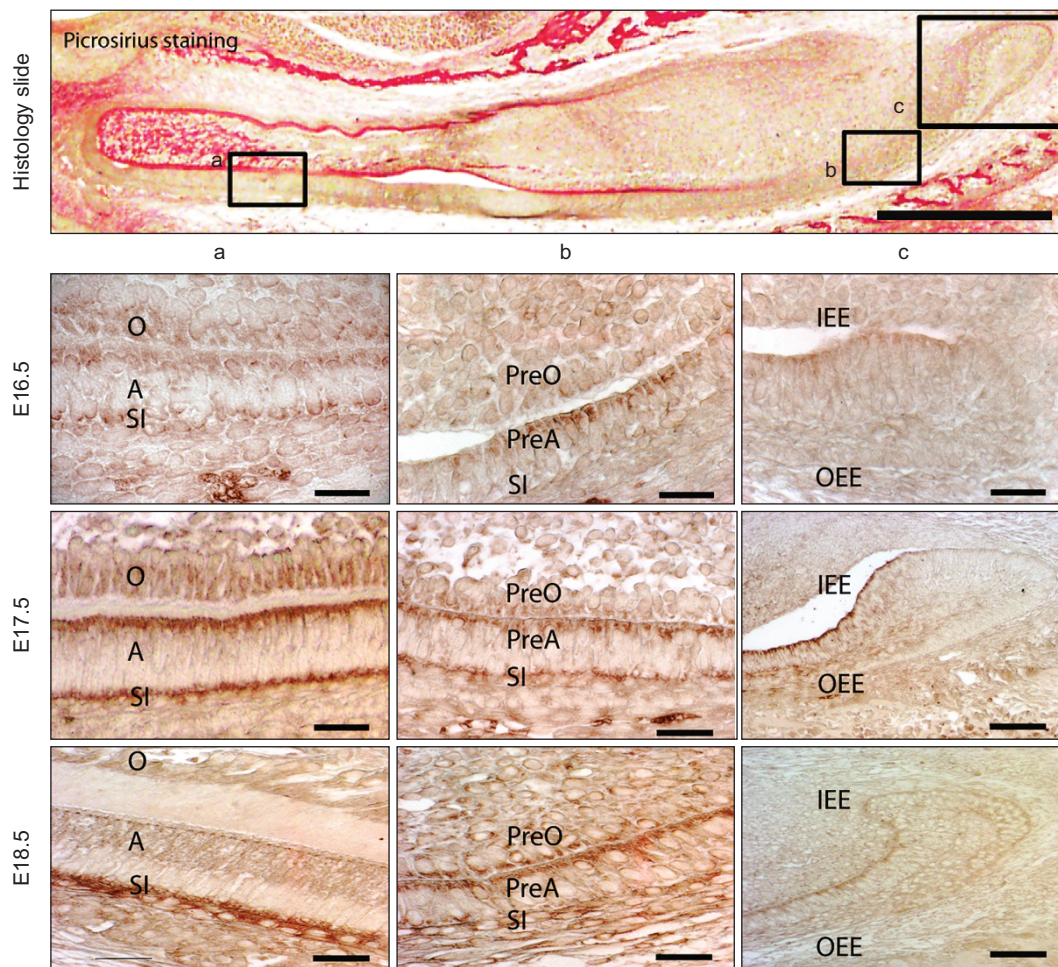 Histology slide
Picrosirius staining
a
b
c
a
b
c
E16.5
O
A
SI
PreO
PreA
SI
IEE
OEE
E17.5
O
A
SI
PreO
PreA
SI
IEE
OEE
E18.5
O
A
SI
PreO
PreA
SI
IEE
OEE